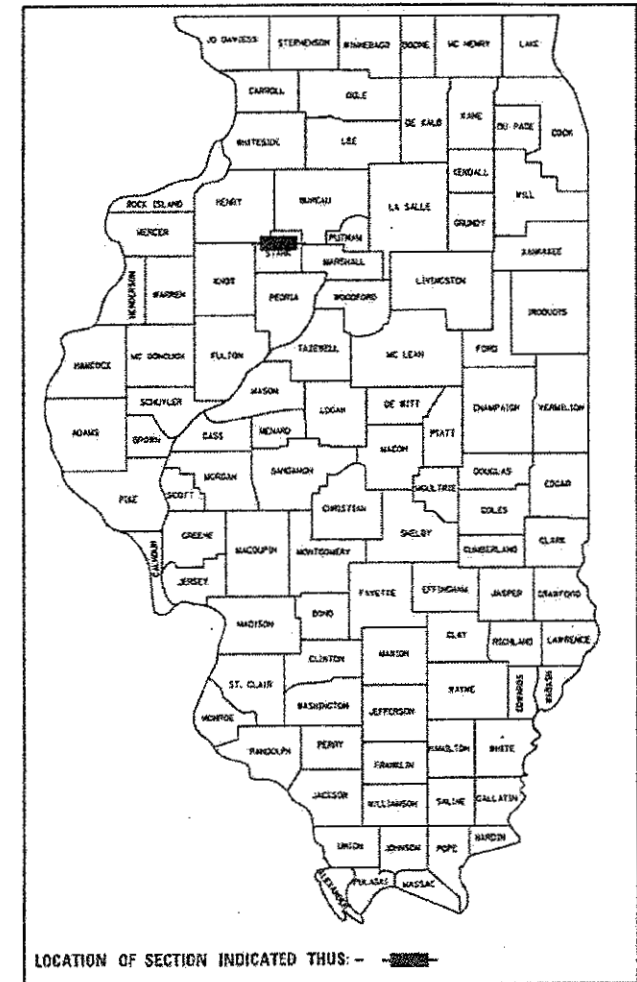 JO DAVIESS STEPHENSON WINNEBAGO BOONE MC HENRY LAKE
CARROLL OGLE DE KALB KANE DU PAGE COOK
WHITESIDE LEE KENDALL WILL
ROCK ISLAND HENRY BUREAU LA SALLE GRUNDY
MERCER STARK PUTNAM MARSHALL KANKAKEE
HENDERSON WARREN KNOX PEORIA WOODFORD LIVINGSTON IROQUOIS
HANCOCK MC DONOUGH FULTON TAZEWELL MC LEAN FORD
SCHUYLER MASON LOGAN DE WITT CHAMPAIGN VERMILION
ADAMS BROWN CASS MENARD MACON PIATT
PIKE SCOTT MORGAN SANGAMON CHRISTIAN MOULTRIE DOUGLAS EDGAR
COLES
CALHOUN GREENE MACOUPIN MONTGOMERY SHELBY CUMBERLAND CLARK
JERSEY FAYETTE EFFINGHAM JASPER CRAWFORD
MADISON BOND CLAY RICHLAND LAWRENCE
CLINTON MARION
ST. CLAIR WASHINGTON JEFFERSON WAYNE EDWARDS WABASH
MONROE
RANDOLPH PERRY HAMILTON WHITE
FRANKLIN
JACKSON WILLIAMSON SALINE GALLATIN
UNION JOHNSON POPE HARDIN
ALEXANDER PULASKI MASSAC
LOCATION OF SECTION INDICATED THUS: -